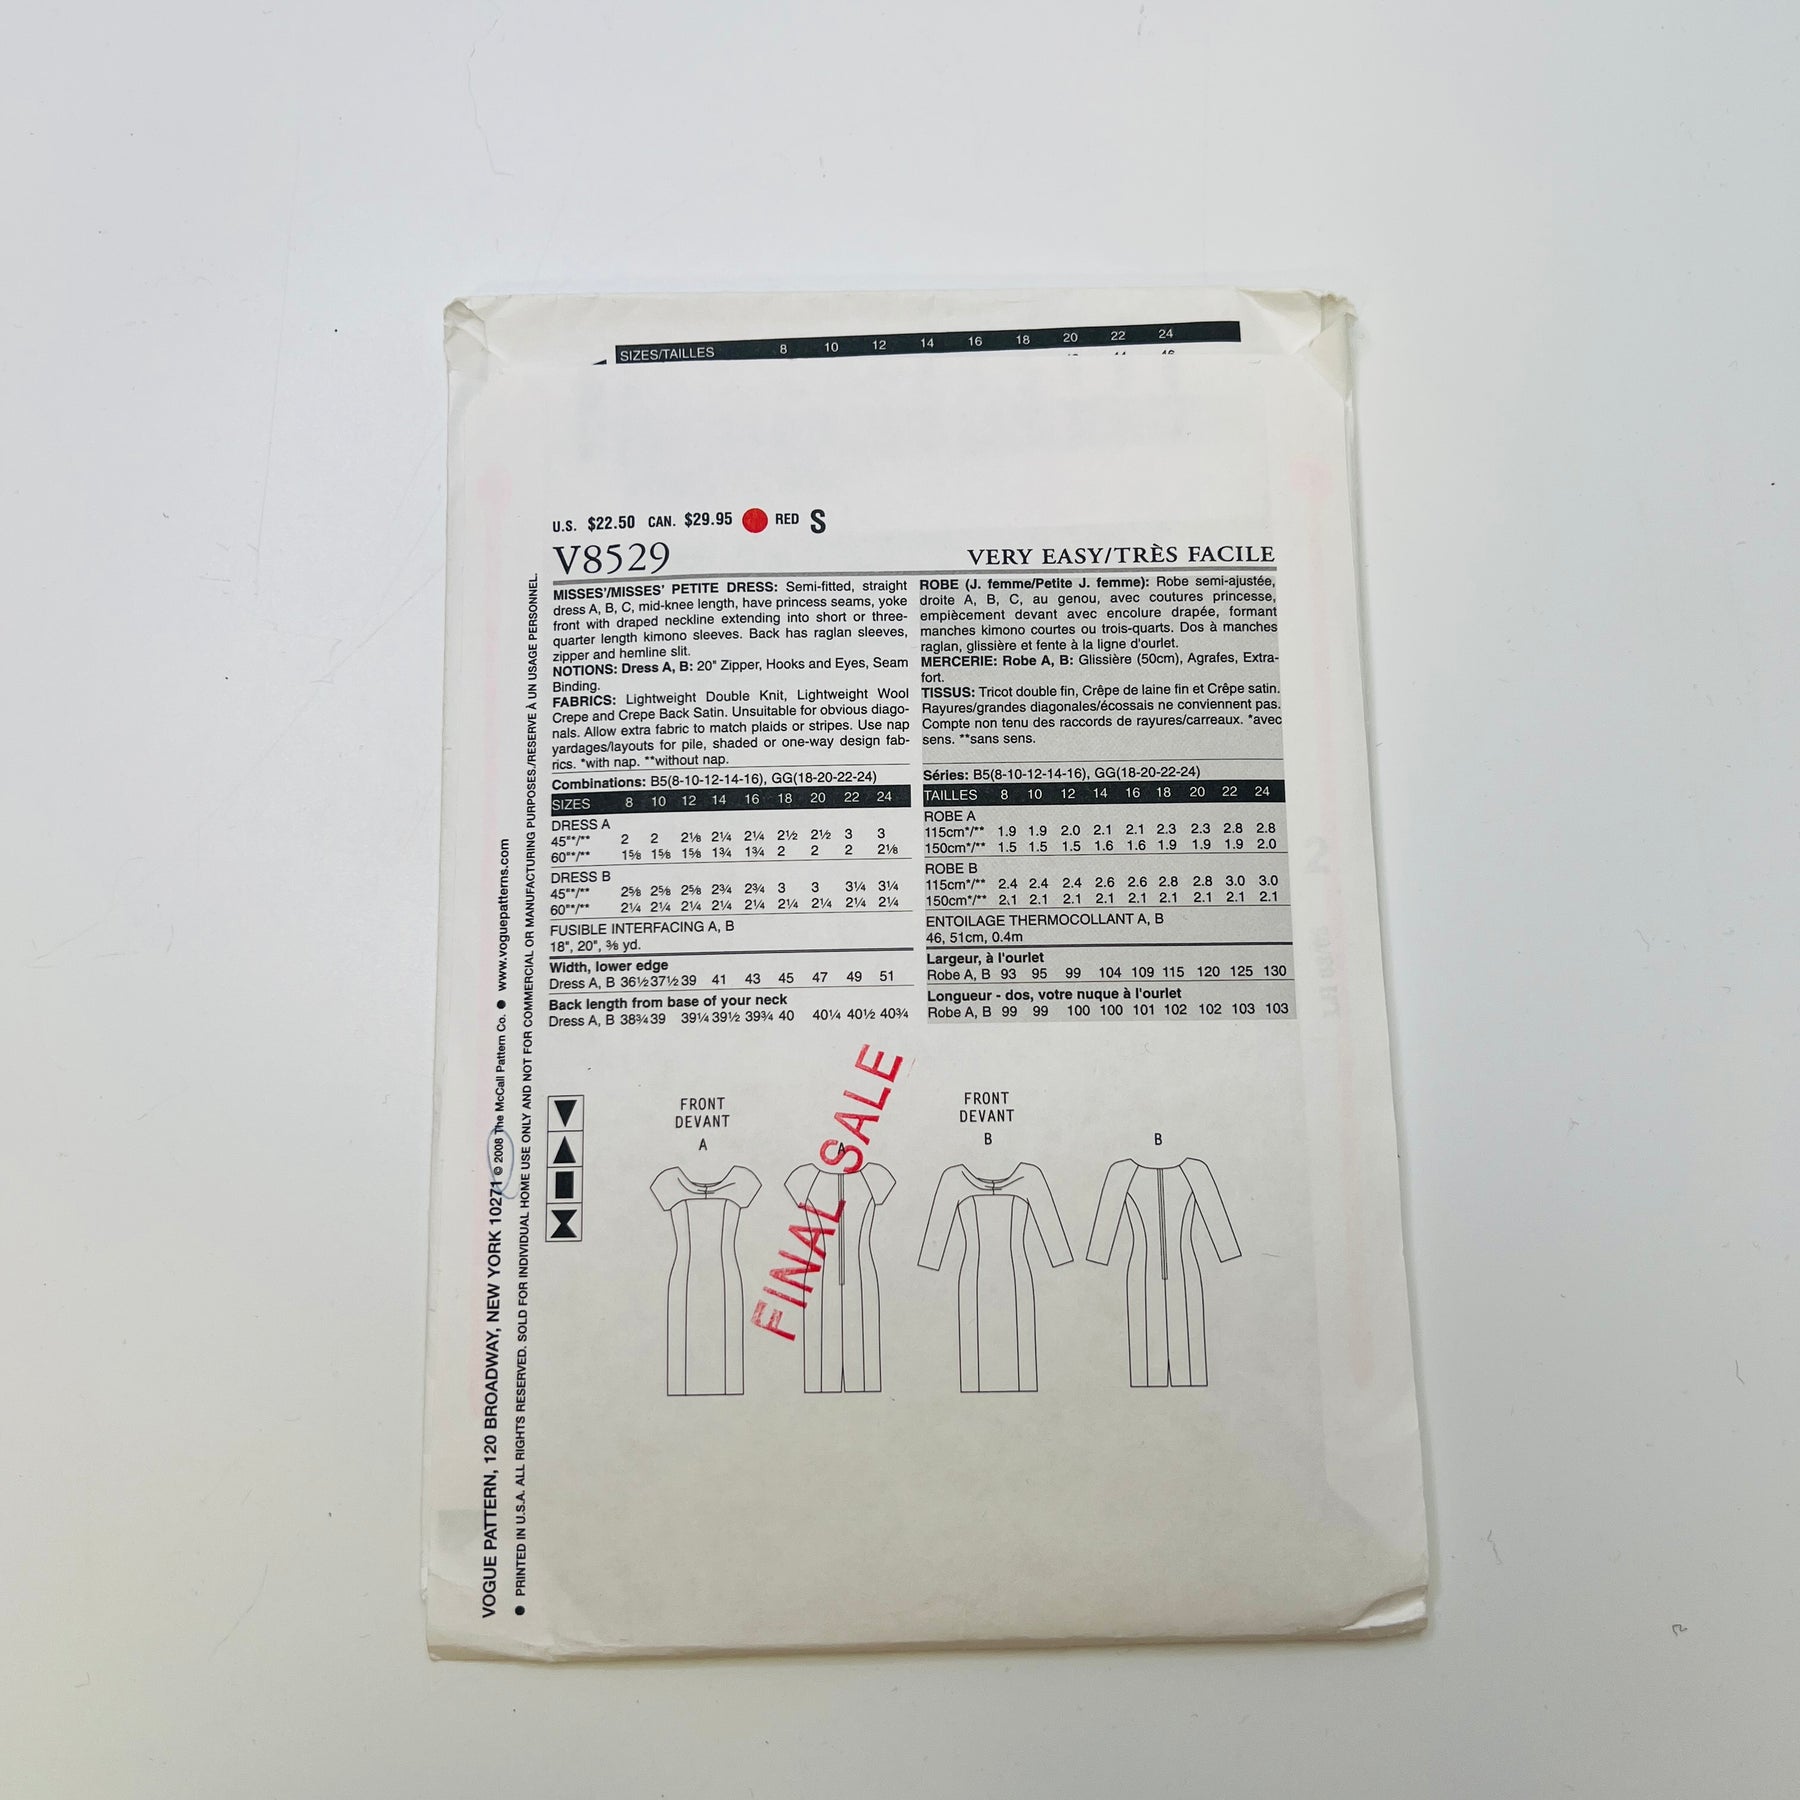 SIZES/TAILLES 8 10 12 14 16 18 20 22 24
U.S. $22.50 CAN. $29.95 RED S
V8529
VERY EASY/TRÈS FACILE
MISSES'/MISSES' PETITE DRESS: Semi-fitted, straight
dress A, B, C, mid-knee length, have princess seams, yoke
front with draped neckline extending into short or three-
quarter length kimono sleeves. Back has raglan sleeves,
zipper and hemline slit.
NOTIONS: Dress A, B: 20" Zipper, Hooks and Eyes, Seam
Binding.
FABRICS: Lightweight Double Knit, Lightweight Wool
Crepe and Crepe Back Satin. Unsuitable for obvious diago-
nals. Allow extra fabric to match plaids or stripes. Use nap
yardages/layouts for pile, shaded or one-way design fab-
rics. *with nap. **without nap.
Combinations: B5(8-10-12-14-16), GG(18-20-22-24)
SIZES 8 10 12 14 16 18 20 22 24
DRESS A
45"*/** 2 2 2⅛ 2¼ 2¼ 2½ 2½ 3 3
60"*/** 1⅝ 1⅝ 1⅝ 1¾ 1¾ 2 2 2 2⅛
DRESS B
45"*/** 2⅝ 2⅝ 2⅝ 2¾ 2¾ 3 3 3¼ 3¼
60"*/** 2¼ 2¼ 2¼ 2¼ 2¼ 2¼ 2¼ 2¼ 2¼
FUSIBLE INTERFACING A, B
18", 20", ⅜ yd.
Width, lower edge
Dress A, B 36½ 37½ 39 41 43 45 47 49 51
Back length from base of your neck
Dress A, B 38¾ 39 39¼ 39½ 39¾ 40 40¼ 40½ 40¾
ROBE (J. femme/Petite J. femme): Robe semi-ajustée,
droite A, B, C, au genou, avec coutures princesse,
empiècement devant avec encolure drapée, formant
manches kimono courtes ou trois-quarts. Dos à manches
raglan, glissière et fente à la ligne d'ourlet.
MERCERIE: Robe A, B: Glissière (50cm), Agrafes, Extra-
fort.
TISSUS: Tricot double fin, Crêpe de laine fin et Crêpe satin.
Rayures/grandes diagonales/écossais ne conviennent pas.
Compte non tenu des raccords de rayures/carreaux. *avec
sens. **sans sens.
Séries: B5(8-10-12-14-16), GG(18-20-22-24)
TAILLES 8 10 12 14 16 18 20 22 24
ROBE A
115cm*/** 1.9 1.9 2.0 2.1 2.1 2.3 2.3 2.8 2.8
150cm*/** 1.5 1.5 1.5 1.6 1.6 1.9 1.9 1.9 2.0
ROBE B
115cm*/** 2.4 2.4 2.4 2.6 2.6 2.8 2.8 3.0 3.0
150cm*/** 2.1 2.1 2.1 2.1 2.1 2.1 2.1 2.1 2.1
ENTOILAGE THERMOCOLLANT A, B
46, 51cm, 0.4m
Largeur, à l'ourlet
Robe A, B 93 95 99 104 109 115 120 125 130
Longueur - dos, votre nuque à l'ourlet
Robe A, B 99 99 100 100 101 102 102 103 103
FRONT
DEVANT
A
A
FRONT
DEVANT
B
B
FINAL SALE
VOGUE PATTERN, 120 BROADWAY, NEW YORK 10271 © 2008 The McCall Pattern Co. ● www.voguepatterns.com
● PRINTED IN U.S.A. ALL RIGHTS RESERVED. SOLD FOR INDIVIDUAL HOME USE ONLY AND NOT FOR COMMERCIAL OR MANUFACTURING PURPOSES./RESERVE À UN USAGE PERSONNEL.